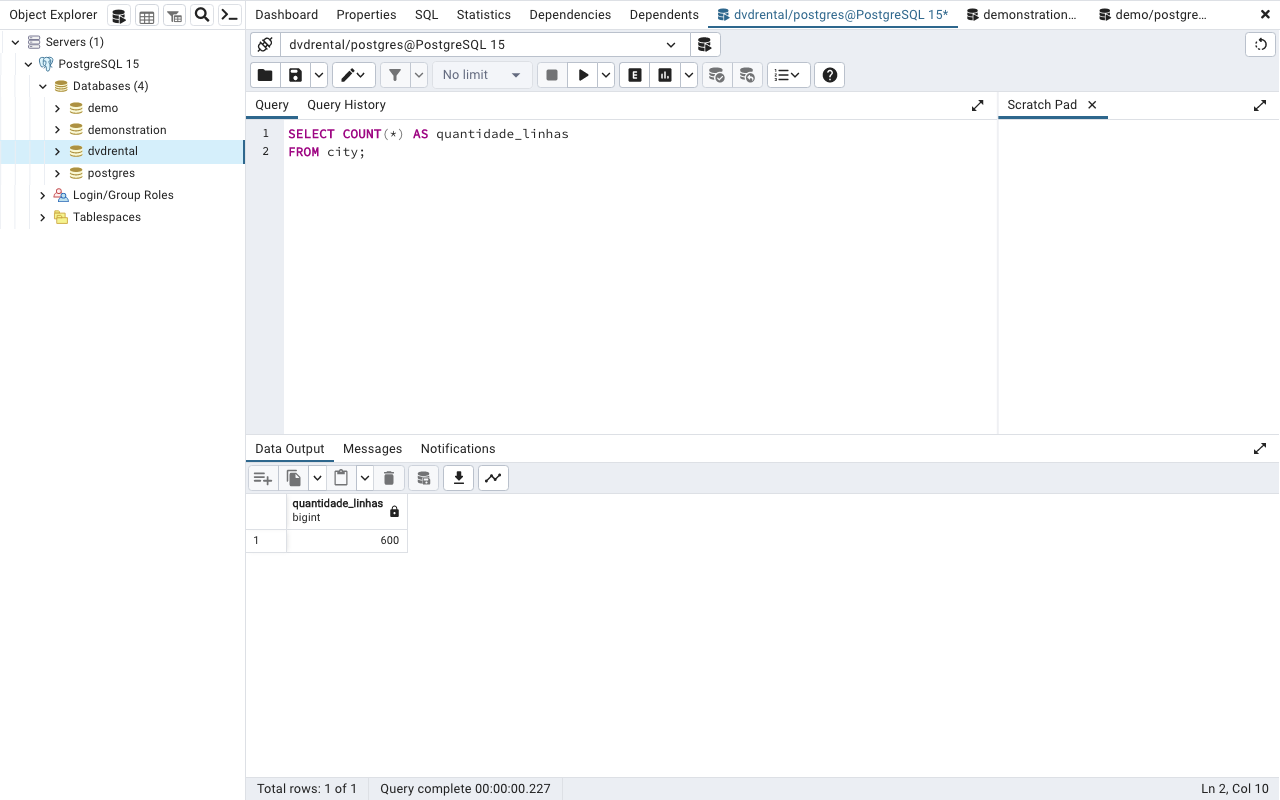 Object Explorer
Dashboard Properties SQL Statistics Dependencies Dependents dvdrental/postgres@PostgreSQL 15* demonstration... demo/postgre...
Servers (1)
PostgreSQL 15
Databases (4)
demo
demonstration
dvdrental
postgres
Login/Group Roles
Tablespaces
dvdrental/postgres@PostgreSQL 15
No limit
E
Query Query History
Scratch Pad
1 SELECT COUNT(*) AS quantidade_linhas
2 FROM city;
Data Output Messages Notifications
quantidade_linhas
bigint
1 600
Total rows: 1 of 1 Query complete 00:00:00.227 Ln 2, Col 10